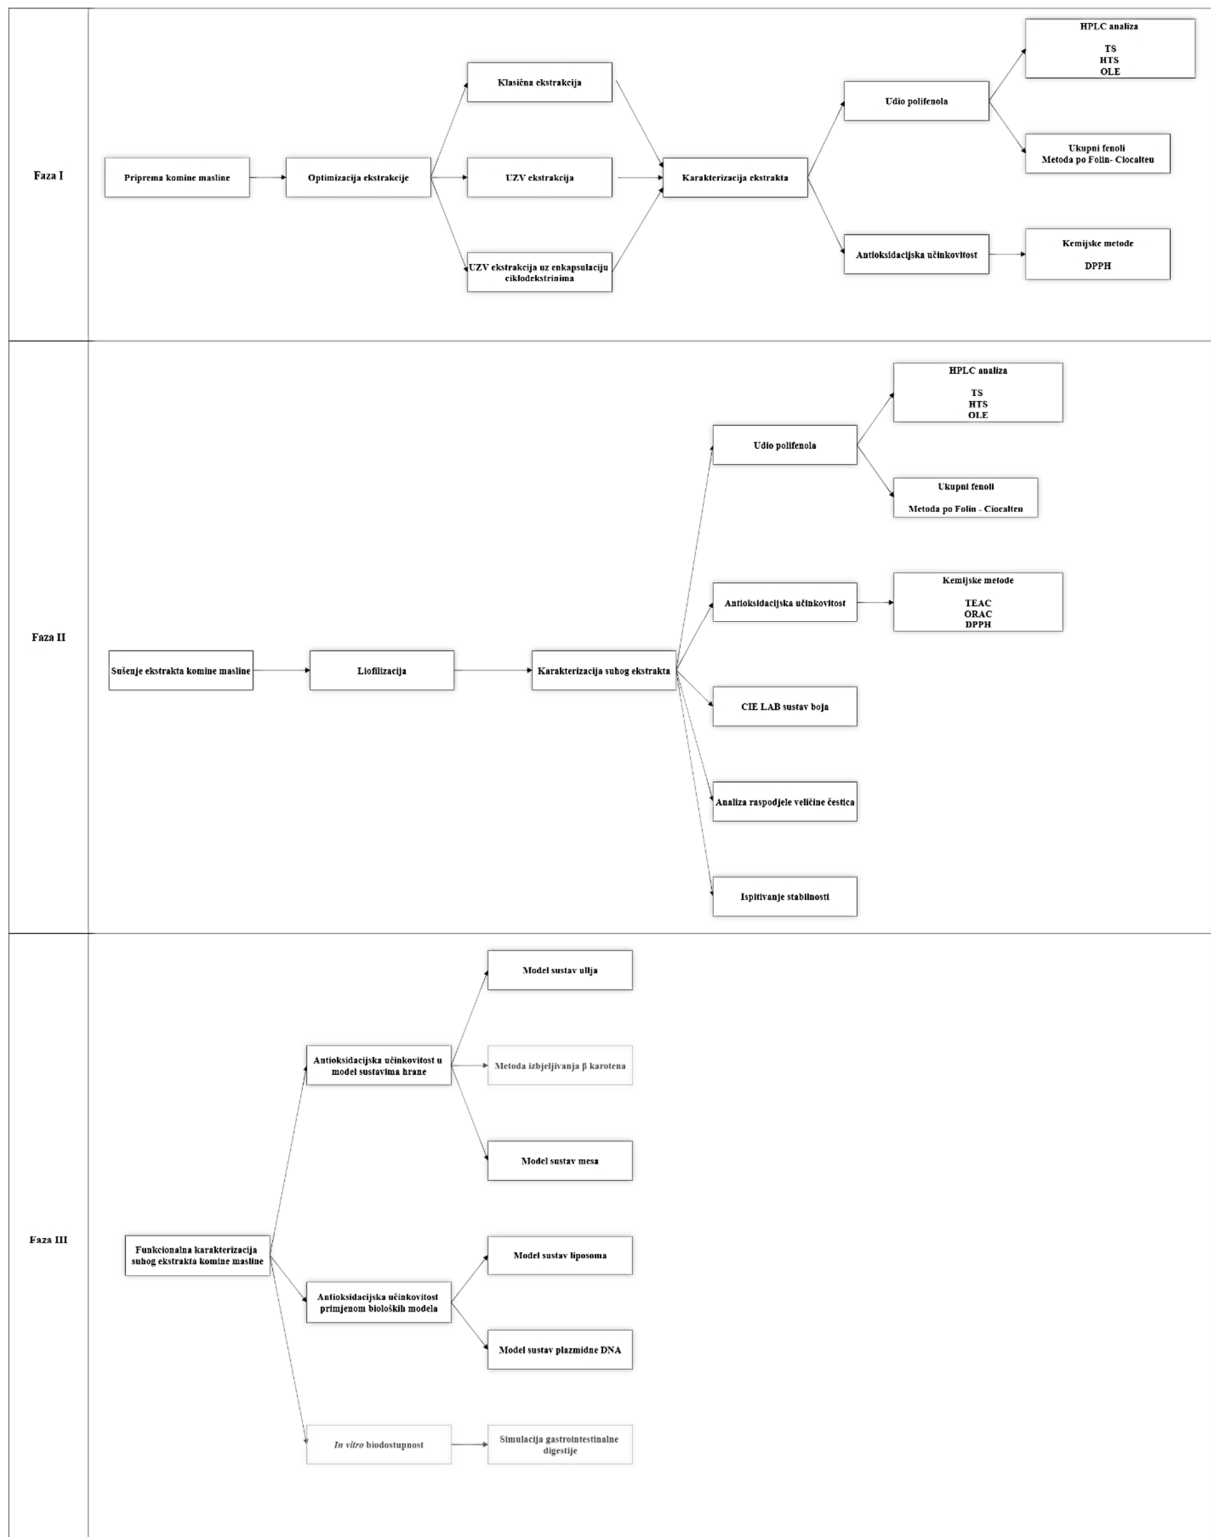 Faza I
Priprema komine masline
Optimizacija ekstrakcije
Klasična ekstrakcija
UZV ekstrakcija
UZV ekstrakcija uz enkapsulaciju
ciklodekstrinima
Karakterizacija ekstrakta
Udio polifenola
HPLC analiza
TS
HTS
OLE
Ukupni fenoli
Metoda po Folin- Ciocalteu
Antioksidacijska učinkovitost
Kemijske metode
DPPH
Faza II
Sušenje ekstrakta komine masline
Liofilizacija
Karakterizacija suhog ekstrakta
Udio polifenola
HPLC analiza
TS
HTS
OLE
Ukupni fenoli
Metoda po Folin - Ciocalteu
Antioksidacijska učinkovitost
Kemijske metode
TEAC
ORAC
DPPH
CIE LAB sustav boja
Analiza raspodjele veličine čestica
Ispitivanje stabilnosti
Faza III
Funkcionalna karakterizacija
suhog ekstrakta komine masline
Antioksidacijska učinkovitost u
model sustavima hrane
Model sustav ulja
Metoda izbjeljivanja β karotena
Model sustav mesa
Antioksidacijska učinkovitost
primjenom bioloških modela
Model sustav liposoma
Model sustav plazmidne DNA
In vitro biodostupnost
Simulacija gastrointestinalne
digestije